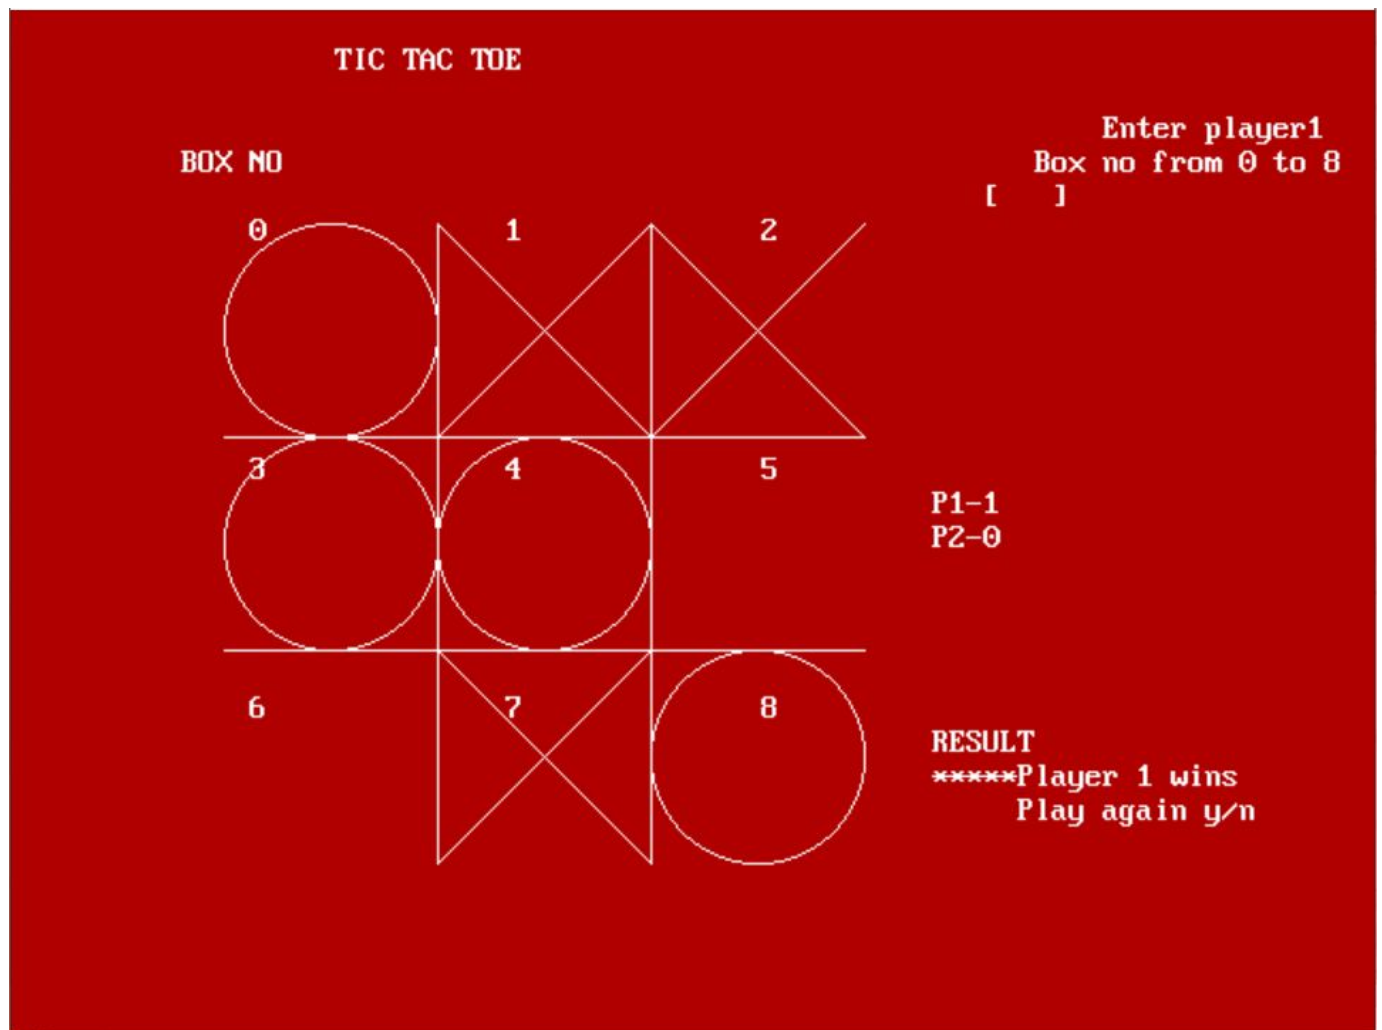 TIC TAC TOE
Enter player1
BOX NO
Box no from 0 to 8
[ ]
0 1 2
3 4 5
P1-1
P2-0
6 7 8
RESULT
*****Player 1 wins
Play again y/n